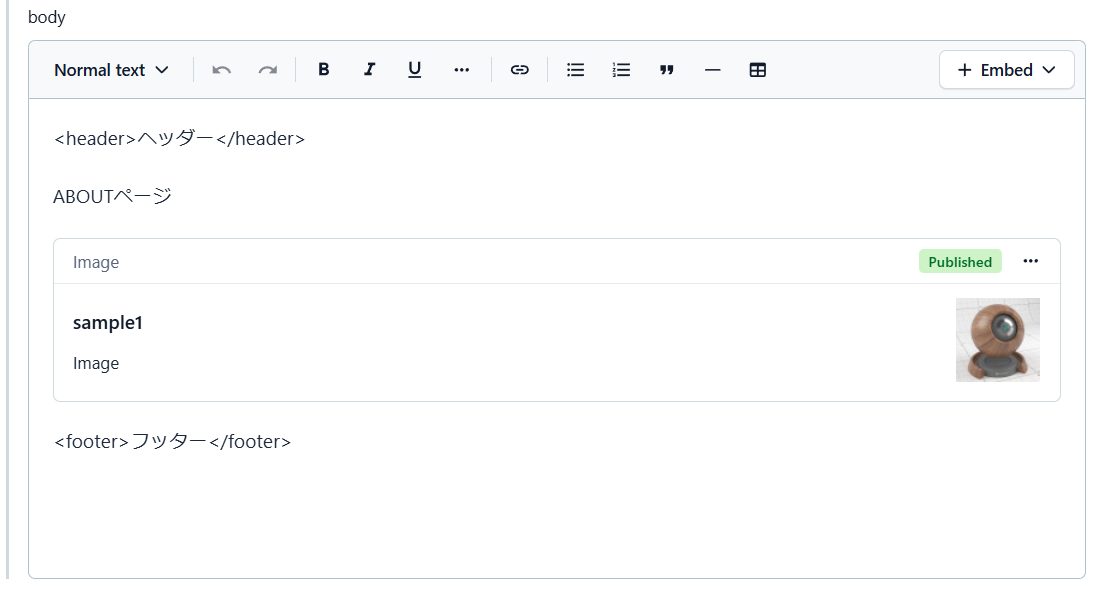 body
Normal text
B I U ... Embed
<header>ヘッダー</header>
ABOUTページ
Image Published
sample1
Image
<footer>フッター</footer>